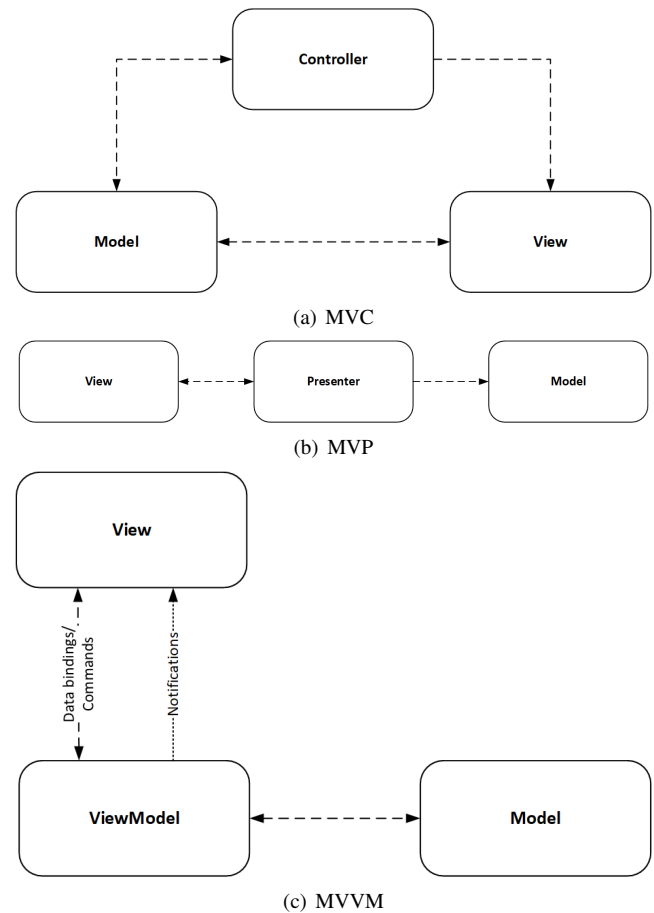 Controller
Model
View
(a) MVC
View
Presenter
Model
(b) MVP
View
Data bindings/
Commands
Notifications
ViewModel
Model
(c) MVVM